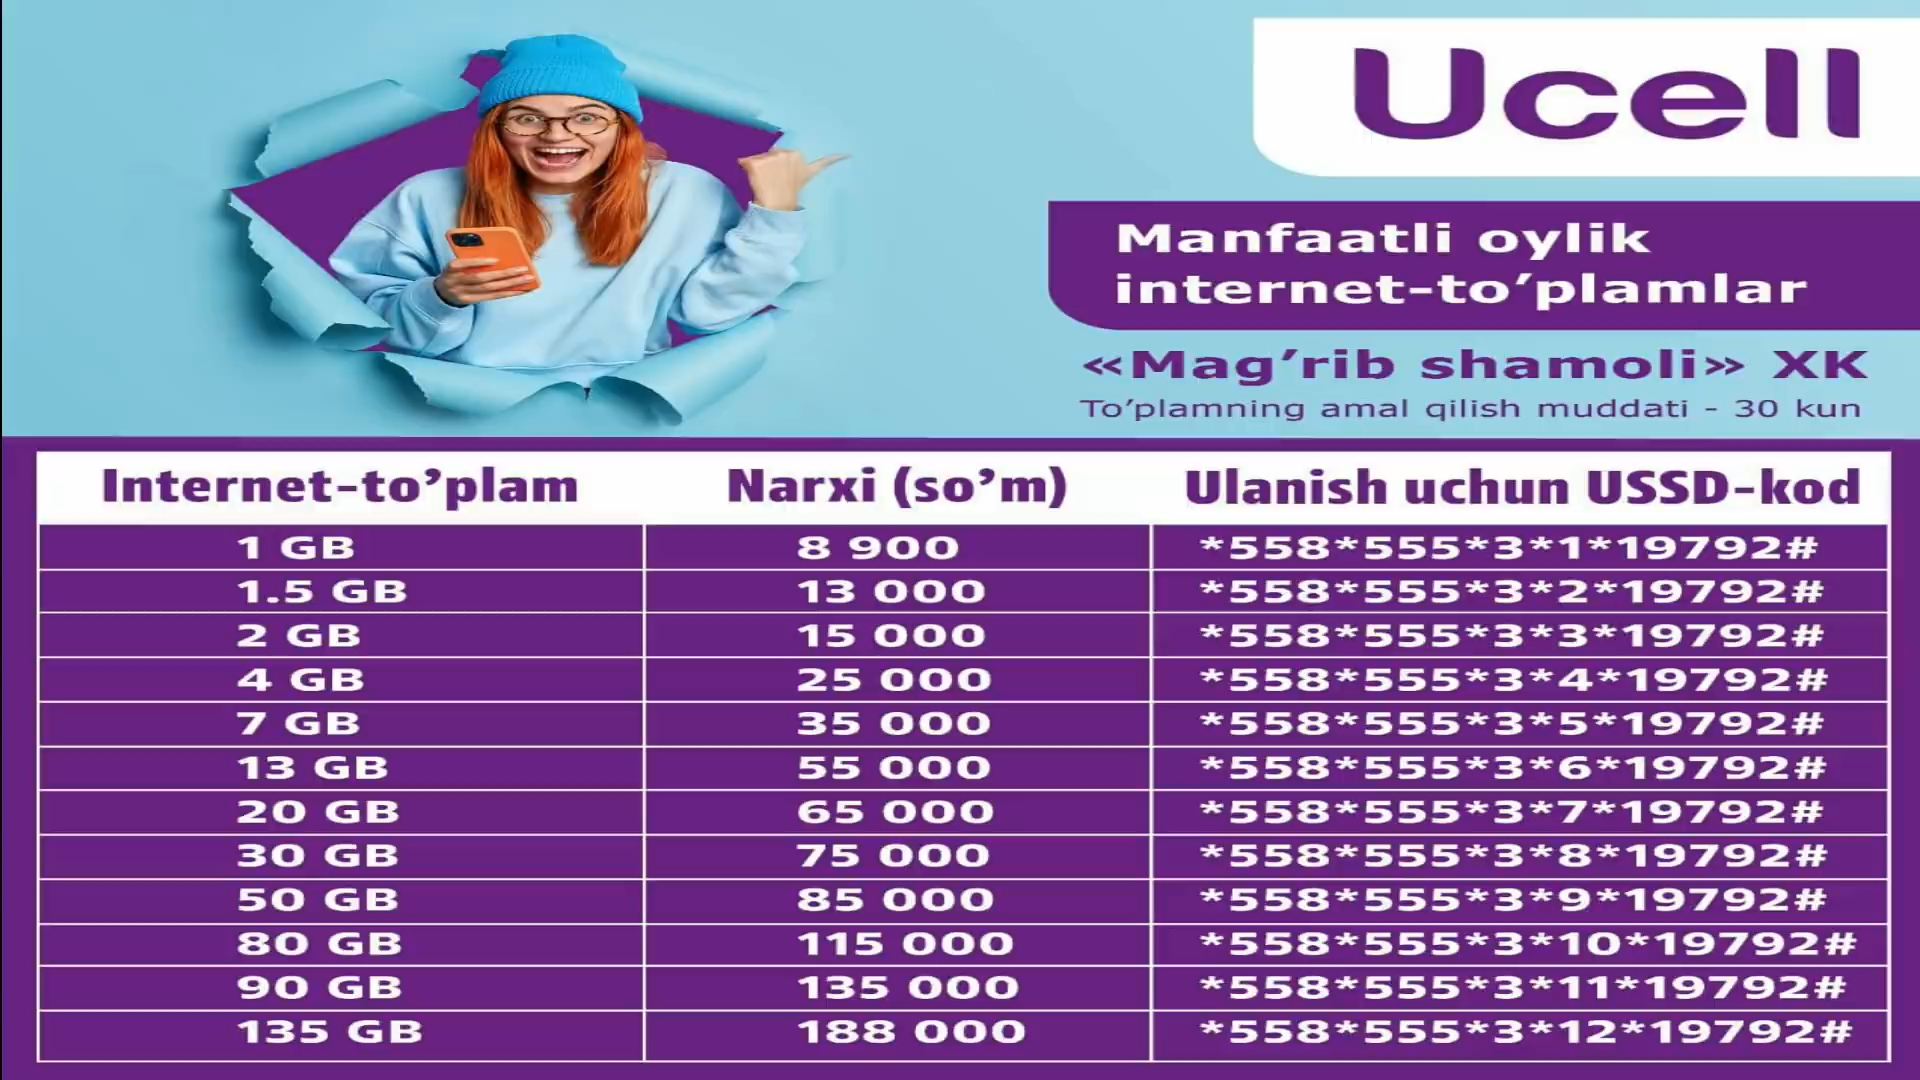 Ucell
Manfaatli oylik
internet-to’plamlar
«Mag’rib shamoli» XK
To’plamning amal qilish muddati - 30 kun
Internet-to’plam Narxi (so’m) Ulanish uchun USSD-kod
1 GB 8 900 *558*555*3*1*19792#
1.5 GB 13 000 *558*555*3*2*19792#
2 GB 15 000 *558*555*3*3*19792#
4 GB 25 000 *558*555*3*4*19792#
7 GB 35 000 *558*555*3*5*19792#
13 GB 55 000 *558*555*3*6*19792#
20 GB 65 000 *558*555*3*7*19792#
30 GB 75 000 *558*555*3*8*19792#
50 GB 85 000 *558*555*3*9*19792#
80 GB 115 000 *558*555*3*10*19792#
90 GB 135 000 *558*555*3*11*19792#
135 GB 188 000 *558*555*3*12*19792#